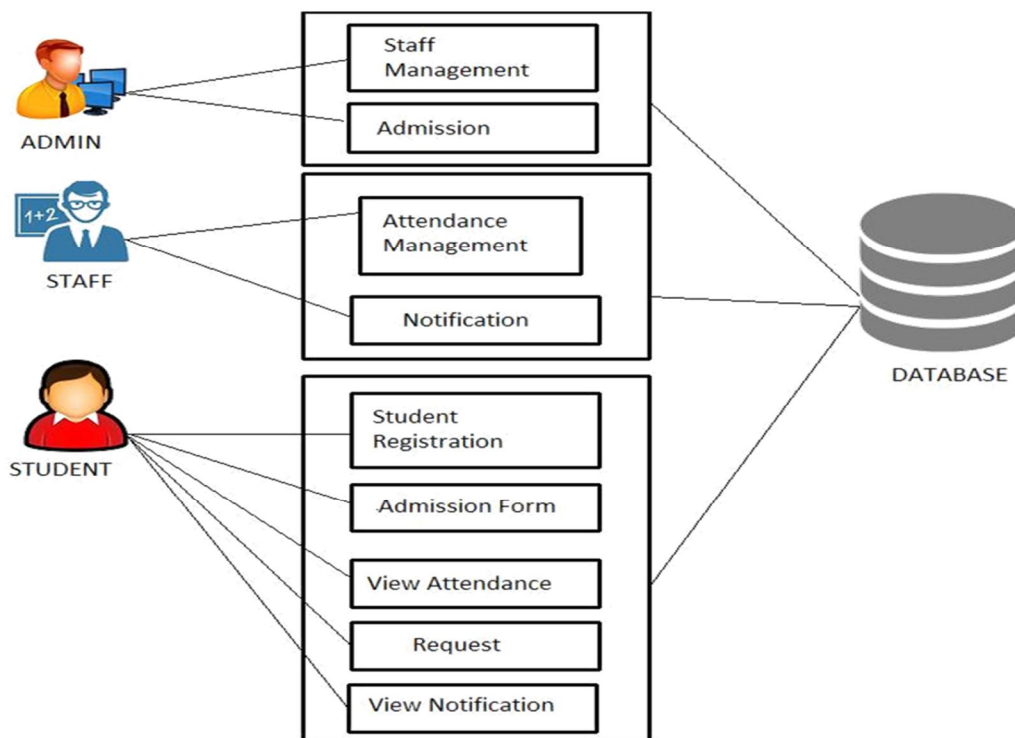 Staff
Management
Admission
ADMIN
1+2
STAFF
Attendance
Management
Notification
DATABASE
STUDENT
Student
Registration
Admission Form
View Attendance
Request
View Notification